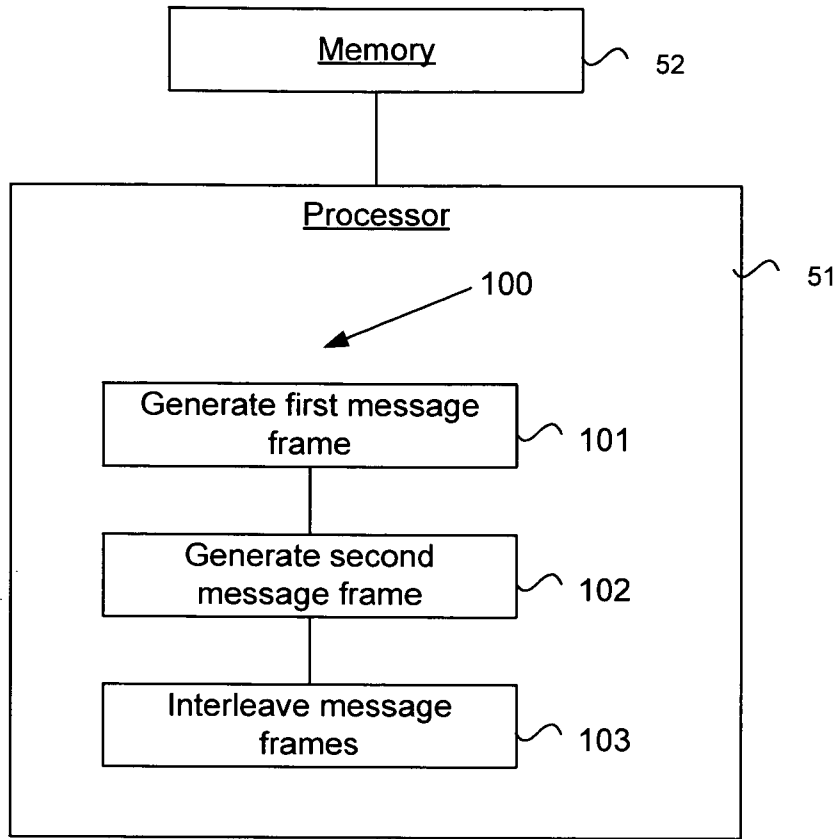 Memory
52
Processor
51
100
Generate first message
frame
101
Generate second
message frame
102
Interleave message
frames
103